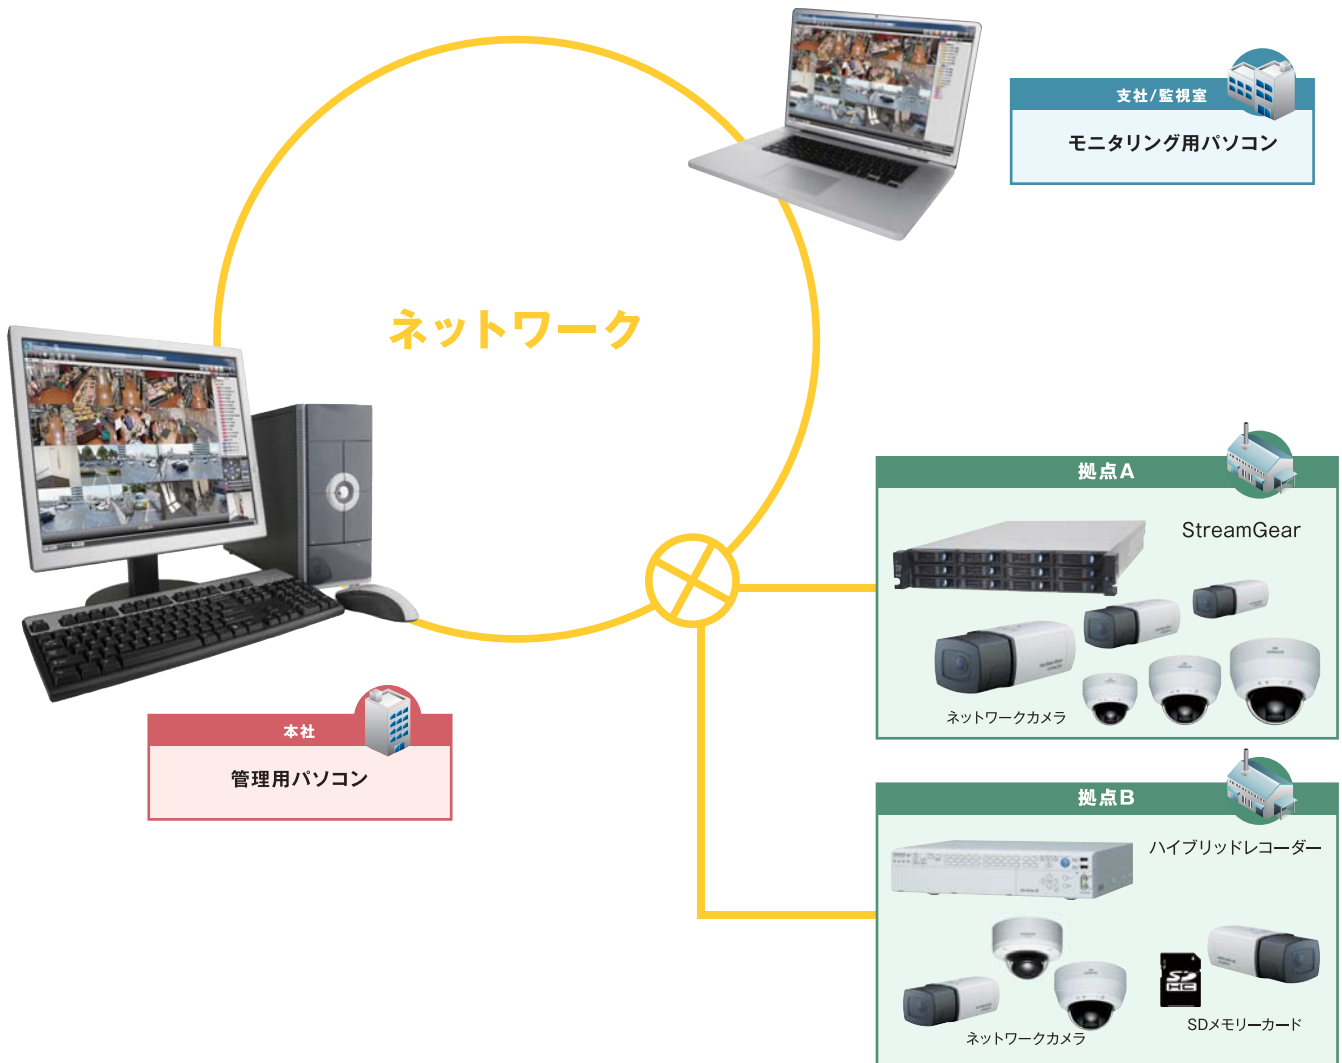 支社/監視室
モニタリング用パソコン
ネットワーク
本社
管理用パソコン
拠点A
StreamGear
ネットワークカメラ
拠点B
ハイブリッドレコーダー
ネットワークカメラ
SD
HC
SDメモリーカード